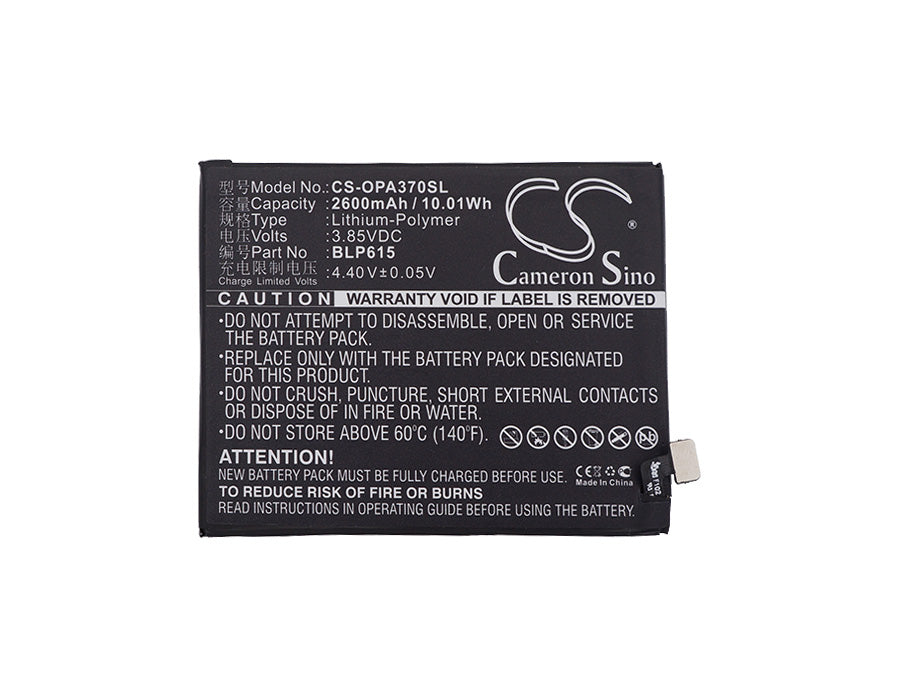 型号Model No.: CS-OPA370SL
容量Capacity : 2600mAh / 10.01Wh
规格Type : Lithium-Polymer
电压Volts : 3.85VDC
编号Part No : BLP615
充电限制电压 : 4.40V±0.05V
Charge Limited Volts
CS
®
Cameron Sino
CAUTION WARRANTY VOID IF LABEL IS REMOVED
•DO NOT ATTEMPT TO DISASSEMBLE, OPEN OR SERVICE
THE BATTERY PACK.
•REPLACE ONLY WITH THE BATTERY PACK DESIGNATED
FOR THIS PRODUCT.
•DO NOT CRUSH, PUNCTURE, SHORT EXTERNAL CONTACTS
OR DISPOSE OF IN FIRE OR WATER.
•DO NOT STORE ABOVE 60°C (140°F).
ATTENTION!
NEW BATTERY PACK MUST BE FULLY CHARGED BEFORE USE.
TO REDUCE RISK OF FIRE OR BURNS
READ INSTRUCTIONS IN OPERATING GUIDE BEFORE USE.
CE
Made In China